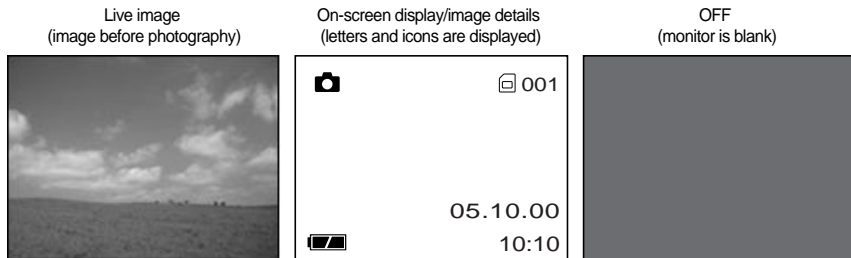 Live image
(image before photography)
On-screen display/image details
(letters and icons are displayed)
OFF
(monitor is blank)
001
05.10.00
10:10